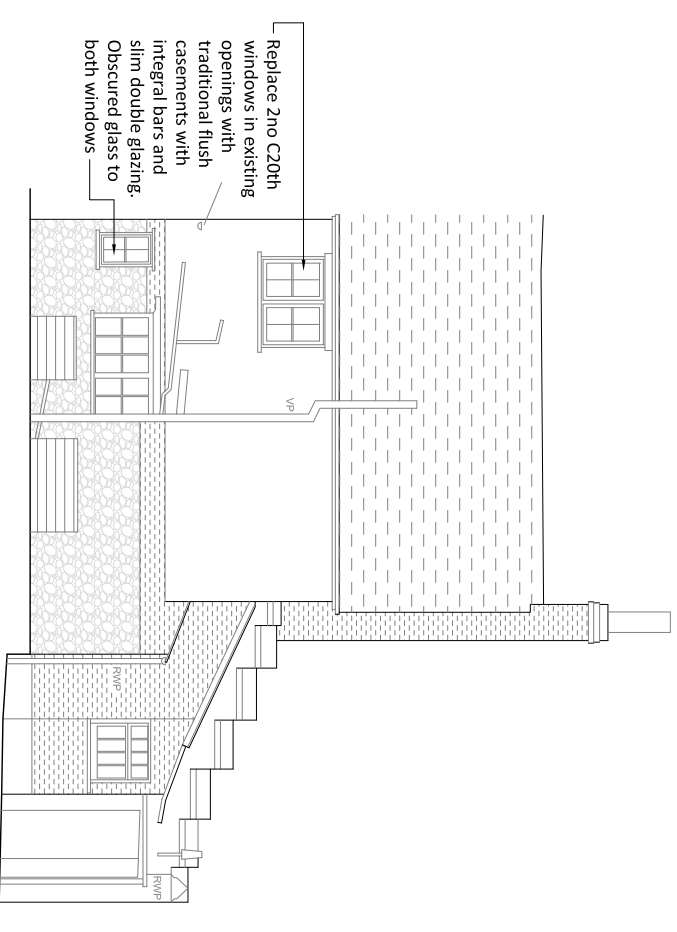 Replace 2no C20th
windows in existing
openings with
traditional flush
casements with
integral bars and
slim double glazing.
Obscured glass to
both windows
VP
RWP
RWP